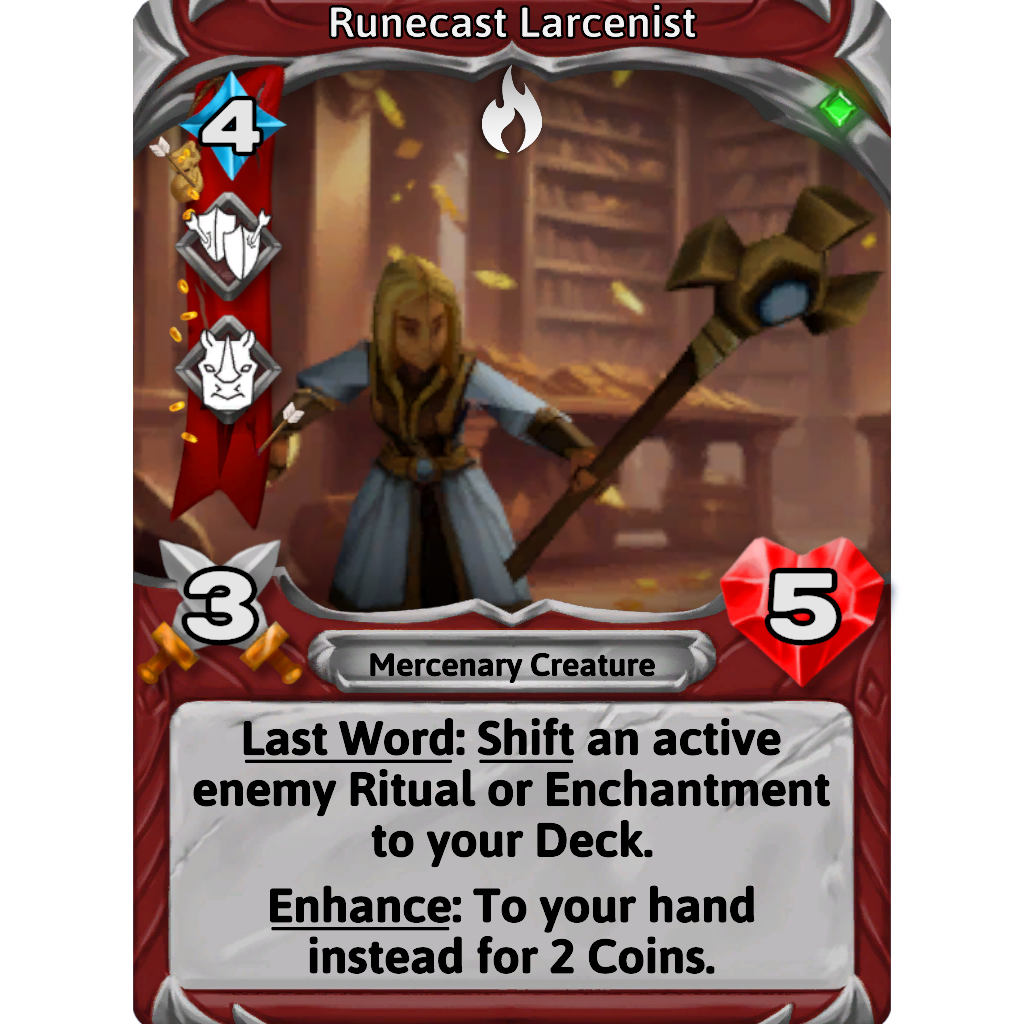 Runecast Larcenist
4
3
5
Mercenary Creature
Last Word: Shift an active
enemy Ritual or Enchantment
to your Deck.
Enhance: To your hand
instead for 2 Coins.